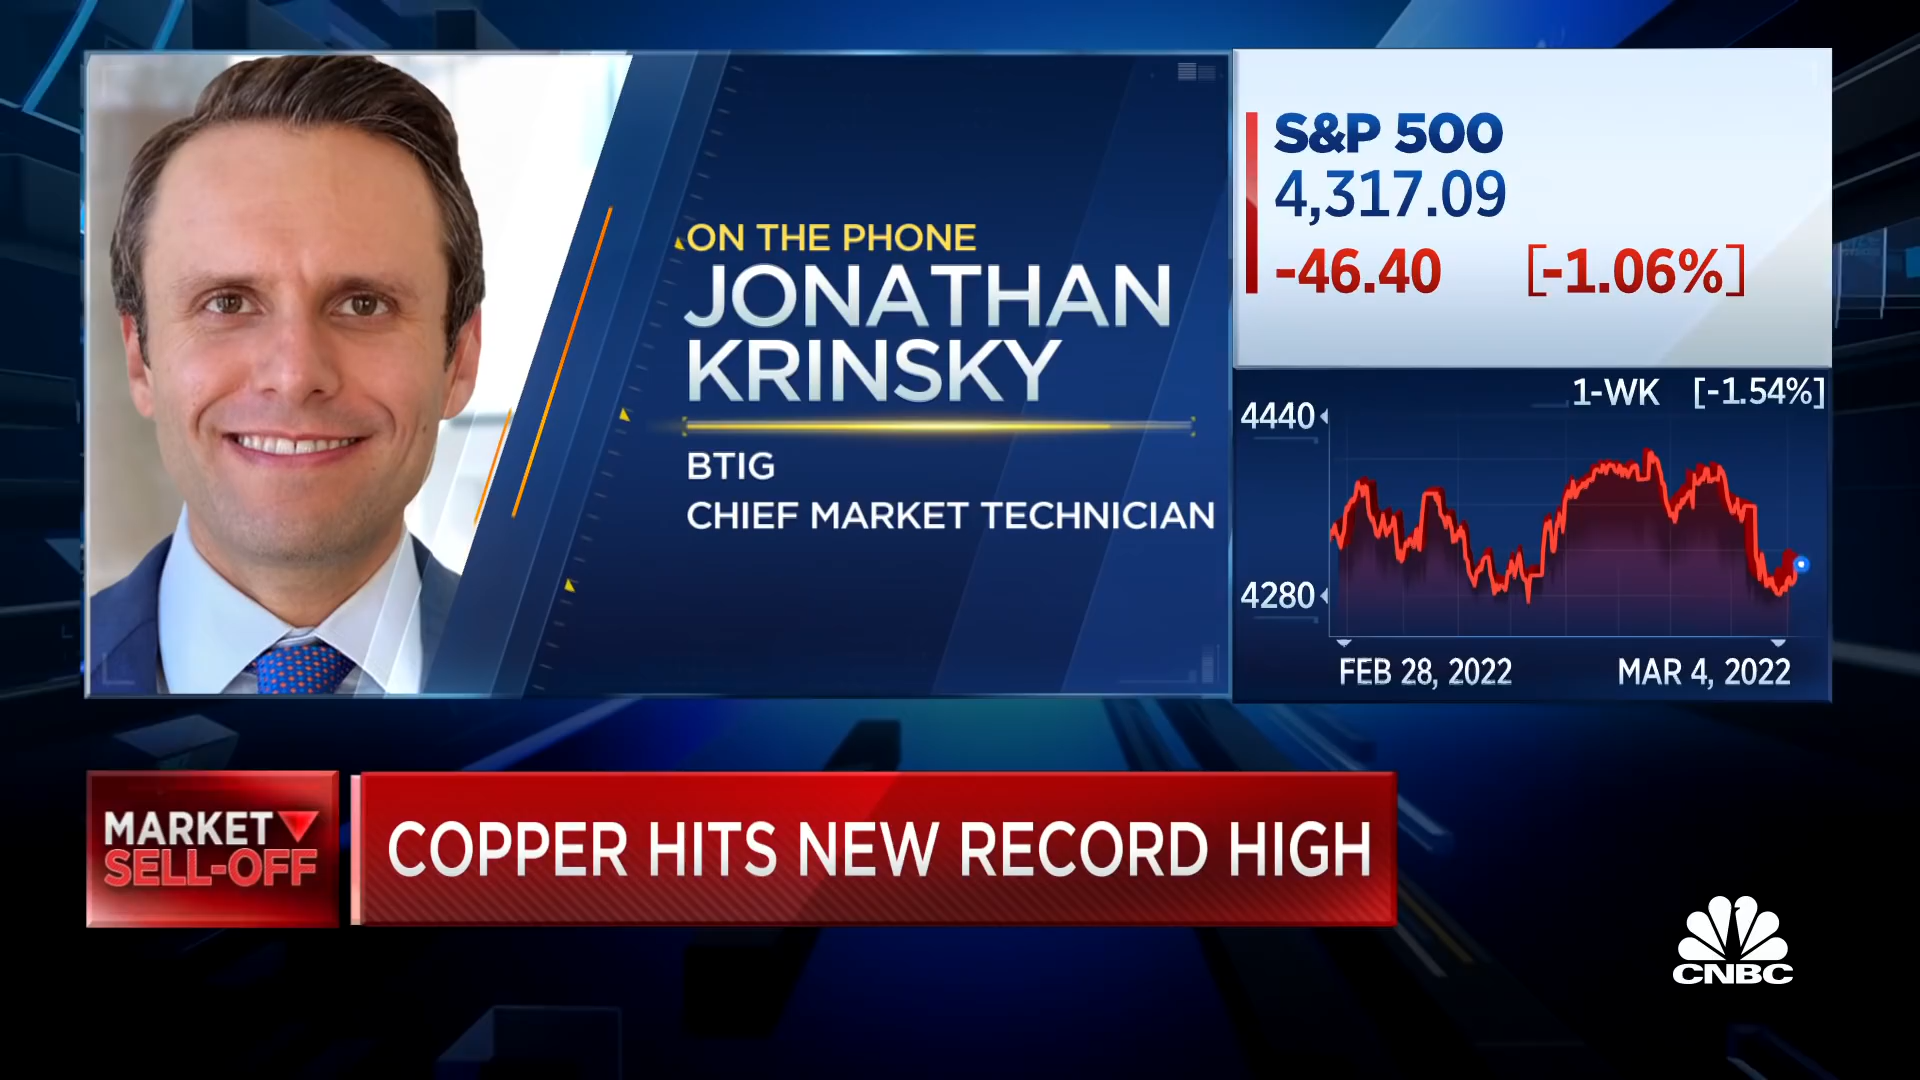 ON THE PHONE
JONATHAN
KRINSKY
BTIG
CHIEF MARKET TECHNICIAN
S&P 500
4,317.09
-46.40 [-1.06%]
1-WK [-1.54%]
4440
4280
FEB 28, 2022 MAR 4, 2022
MARKET
SELL-OFF
COPPER HITS NEW RECORD HIGH
CNBC